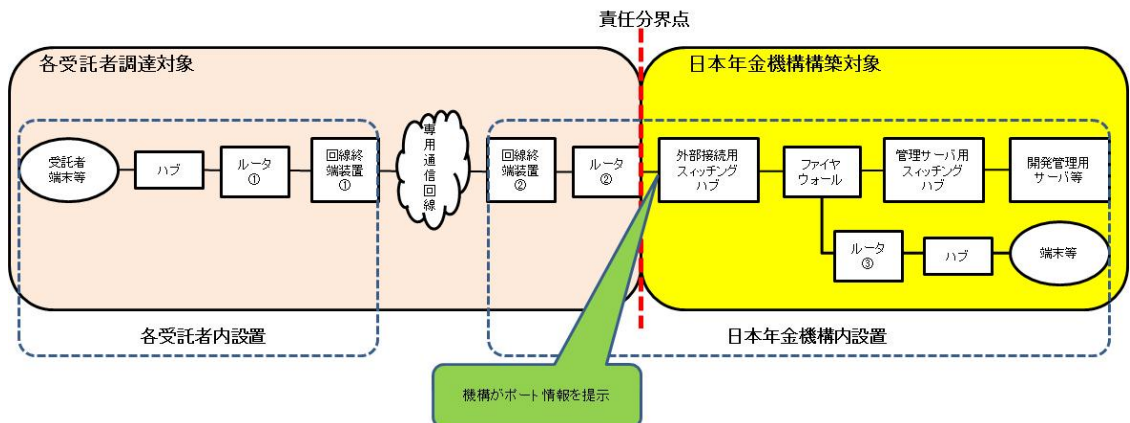 責任分界点
各受託者調達対象
日本年金機構構築対象
受託者
端末等
ハブ
ルータ
①
回線終
端装置
①
専用通信回線
回線終
端装置
②
ルータ
②
外部接続用
スィッチング
ハブ
ファイヤ
ウォール
管理サーバ用
スィッチング
ハブ
開発管理用
サーバ等
ルータ
③
ハブ
端末等
各受託者内設置
日本年金機構内設置
機構がポート情報を提示